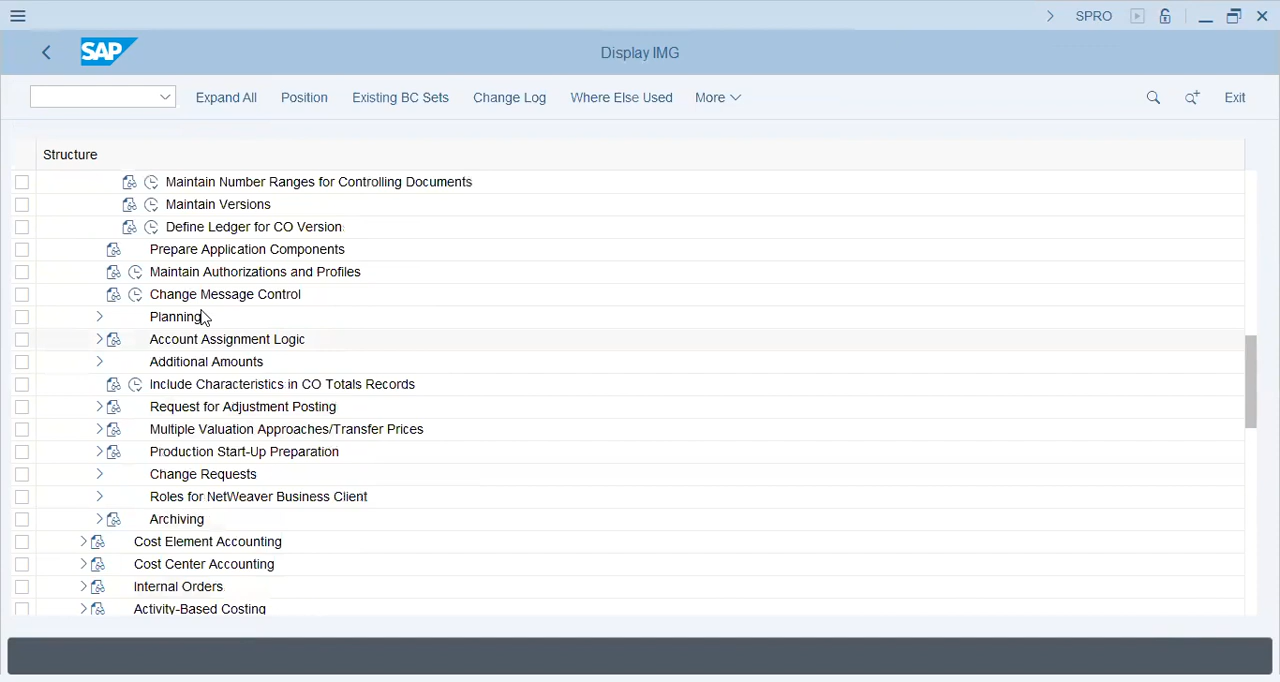 SPRO
SAP
Display IMG
Expand All
Position
Existing BC Sets
Change Log
Where Else Used
More
Exit
Structure
Maintain Number Ranges for Controlling Documents
Maintain Versions
Define Ledger for CO Version
Prepare Application Components
Maintain Authorizations and Profiles
Change Message Control
Planning
Account Assignment Logic
Additional Amounts
Include Characteristics in CO Totals Records
Request for Adjustment Posting
Multiple Valuation Approaches/Transfer Prices
Production Start-Up Preparation
Change Requests
Roles for NetWeaver Business Client
Archiving
Cost Element Accounting
Cost Center Accounting
Internal Orders
Activity-Based Costing